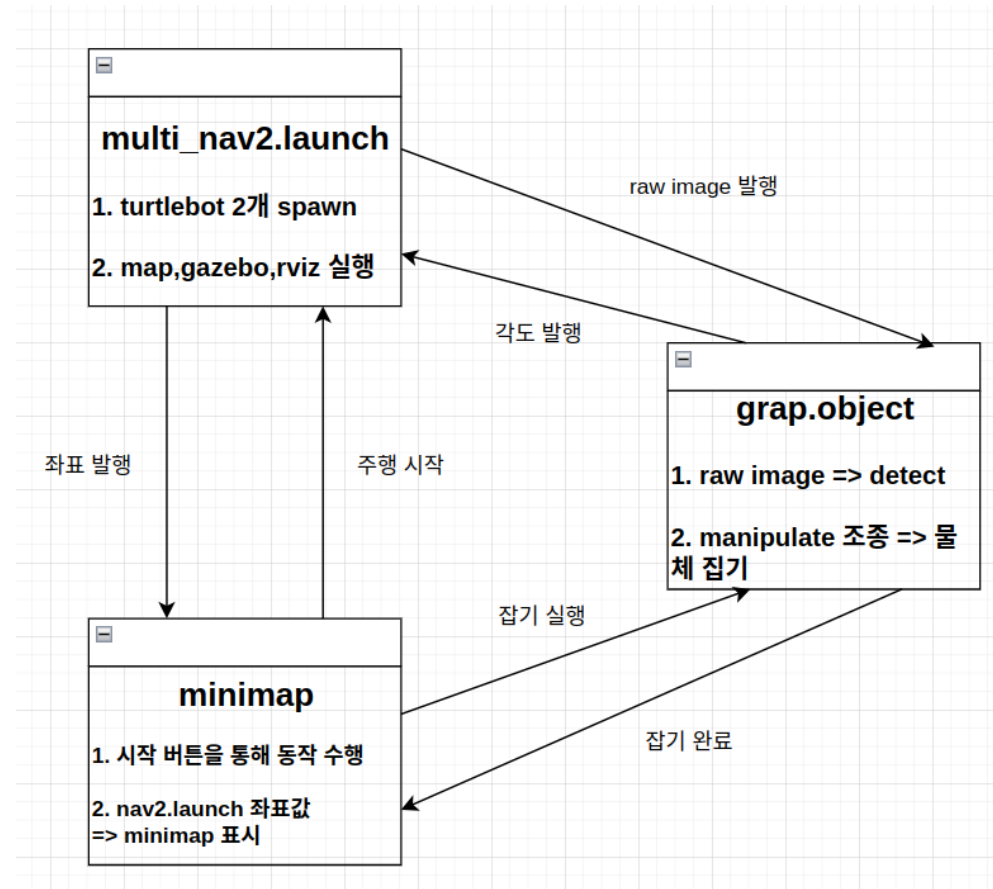 multi_nav2.launch
1. turtlebot 2개 spawn
2. map,gazebo,rviz 실행
raw image 발행
각도 발행
grap.object
1. raw image => detect
2. manipulate 조종 => 물
체 집기
좌표 발행
주행 시작
minimap
1. 시작 버튼을 통해 동작 수행
2. nav2.launch 좌표값
=> minimap 표시
잡기 실행
잡기 완료